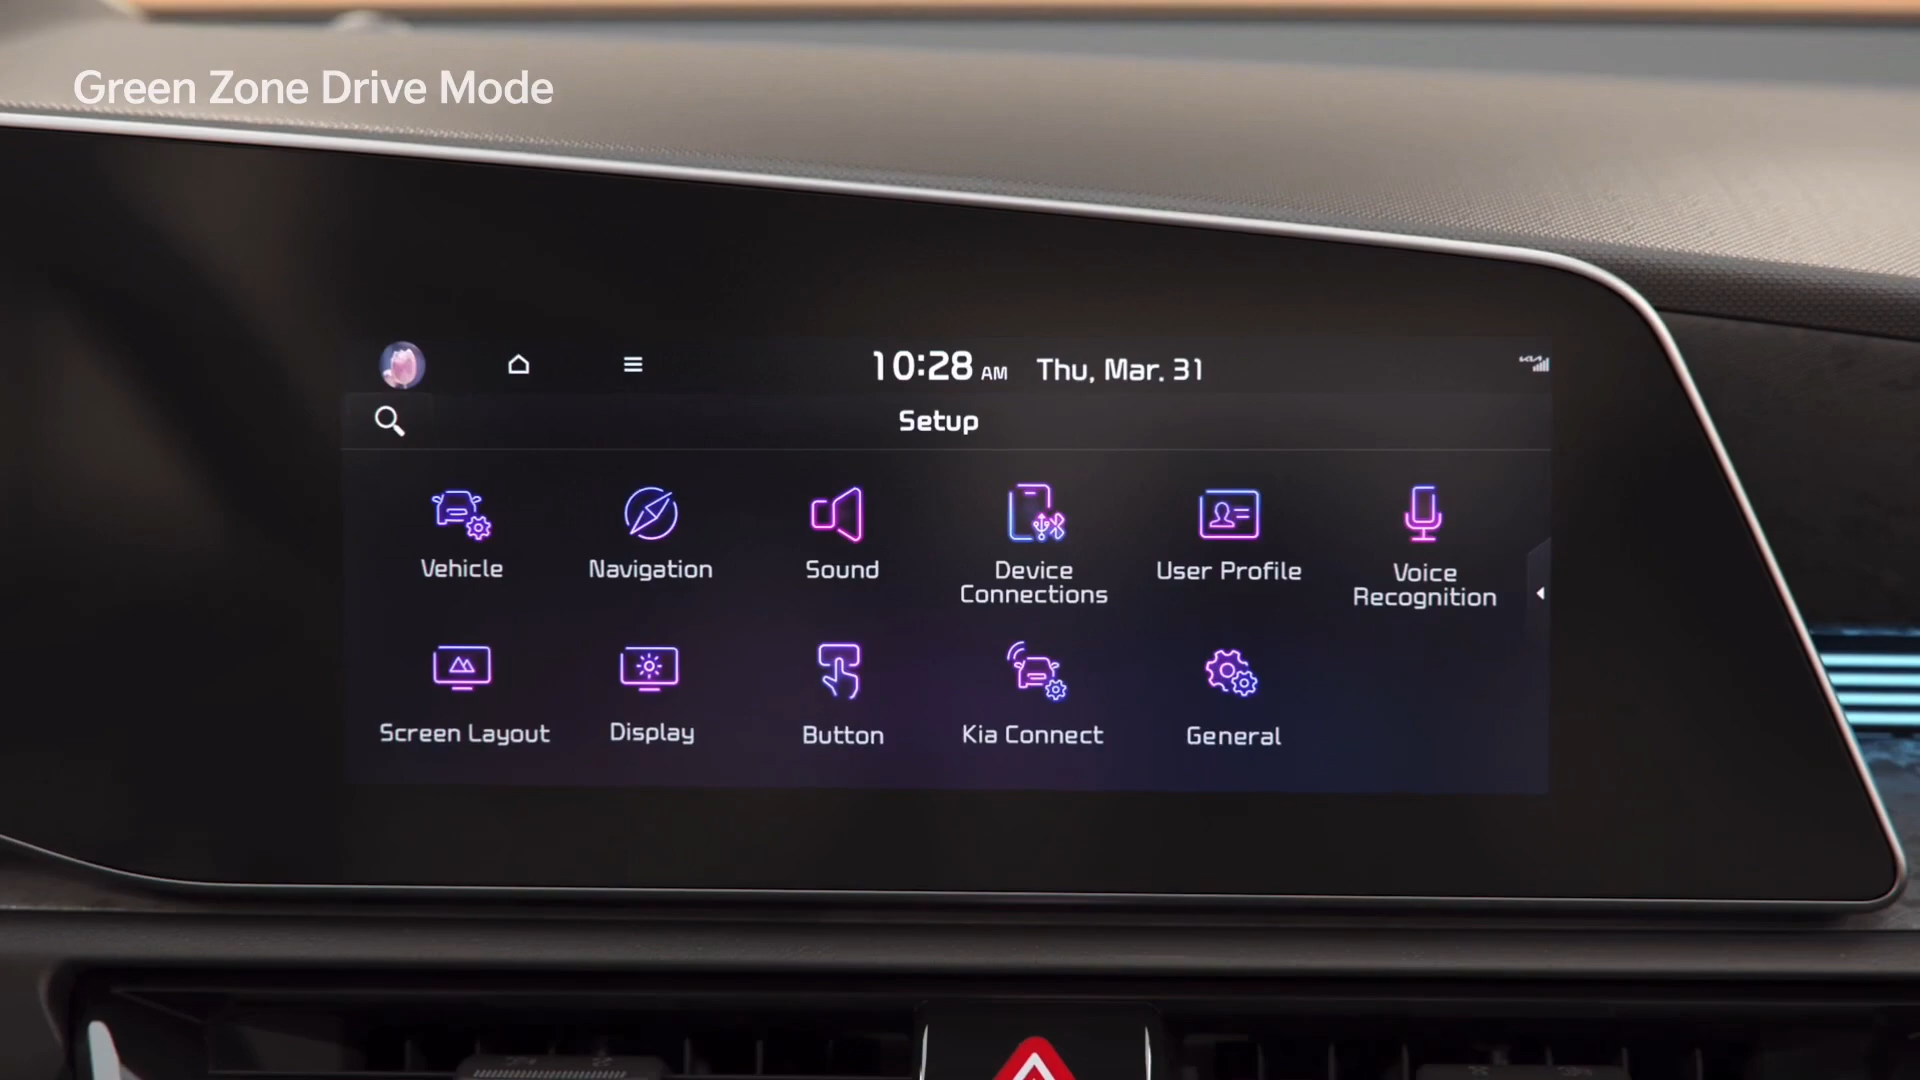 Green Zone Drive Mode
10:28 AM Thu, Mar. 31
Setup
Vehicle
Navigation
Sound
Device
Connections
User Profile
Voice
Recognition
Screen Layout
Display
Button
Kia Connect
General